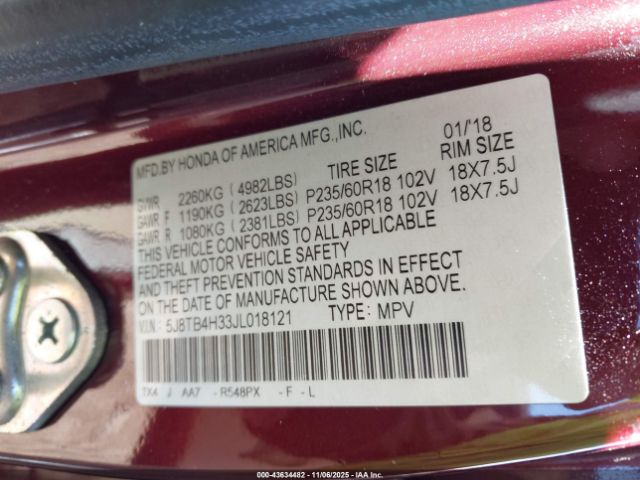 MFD.BY HONDA OF AMERICA MFG.,INC. 01/'18
TIRE SIZE RIM SIZE
GVWR 2260KG ( 4982LBS)
GAWR F 1190KG ( 2623LBS) P235/60R18 102V 18X7.5J
GAWR R 1080KG ( 2381LBS) P235/60R18 102V 18X7.5J
THIS VEHICLE CONFORMS TO ALL APPLICABLE
FEDERAL MOTOR VEHICLE SAFETY
AND THEFT PREVENTION STANDARDS IN EFFECT
ON THE DATE OF MANUFACTURE SHOWN ABOVE.
V.I.N.: 5J8TB4H33JL018121 TYPE: MPV
TX4 J AA7 - R548PX - F - L
000-43634482 - 11/06/2025 - IAA Inc.